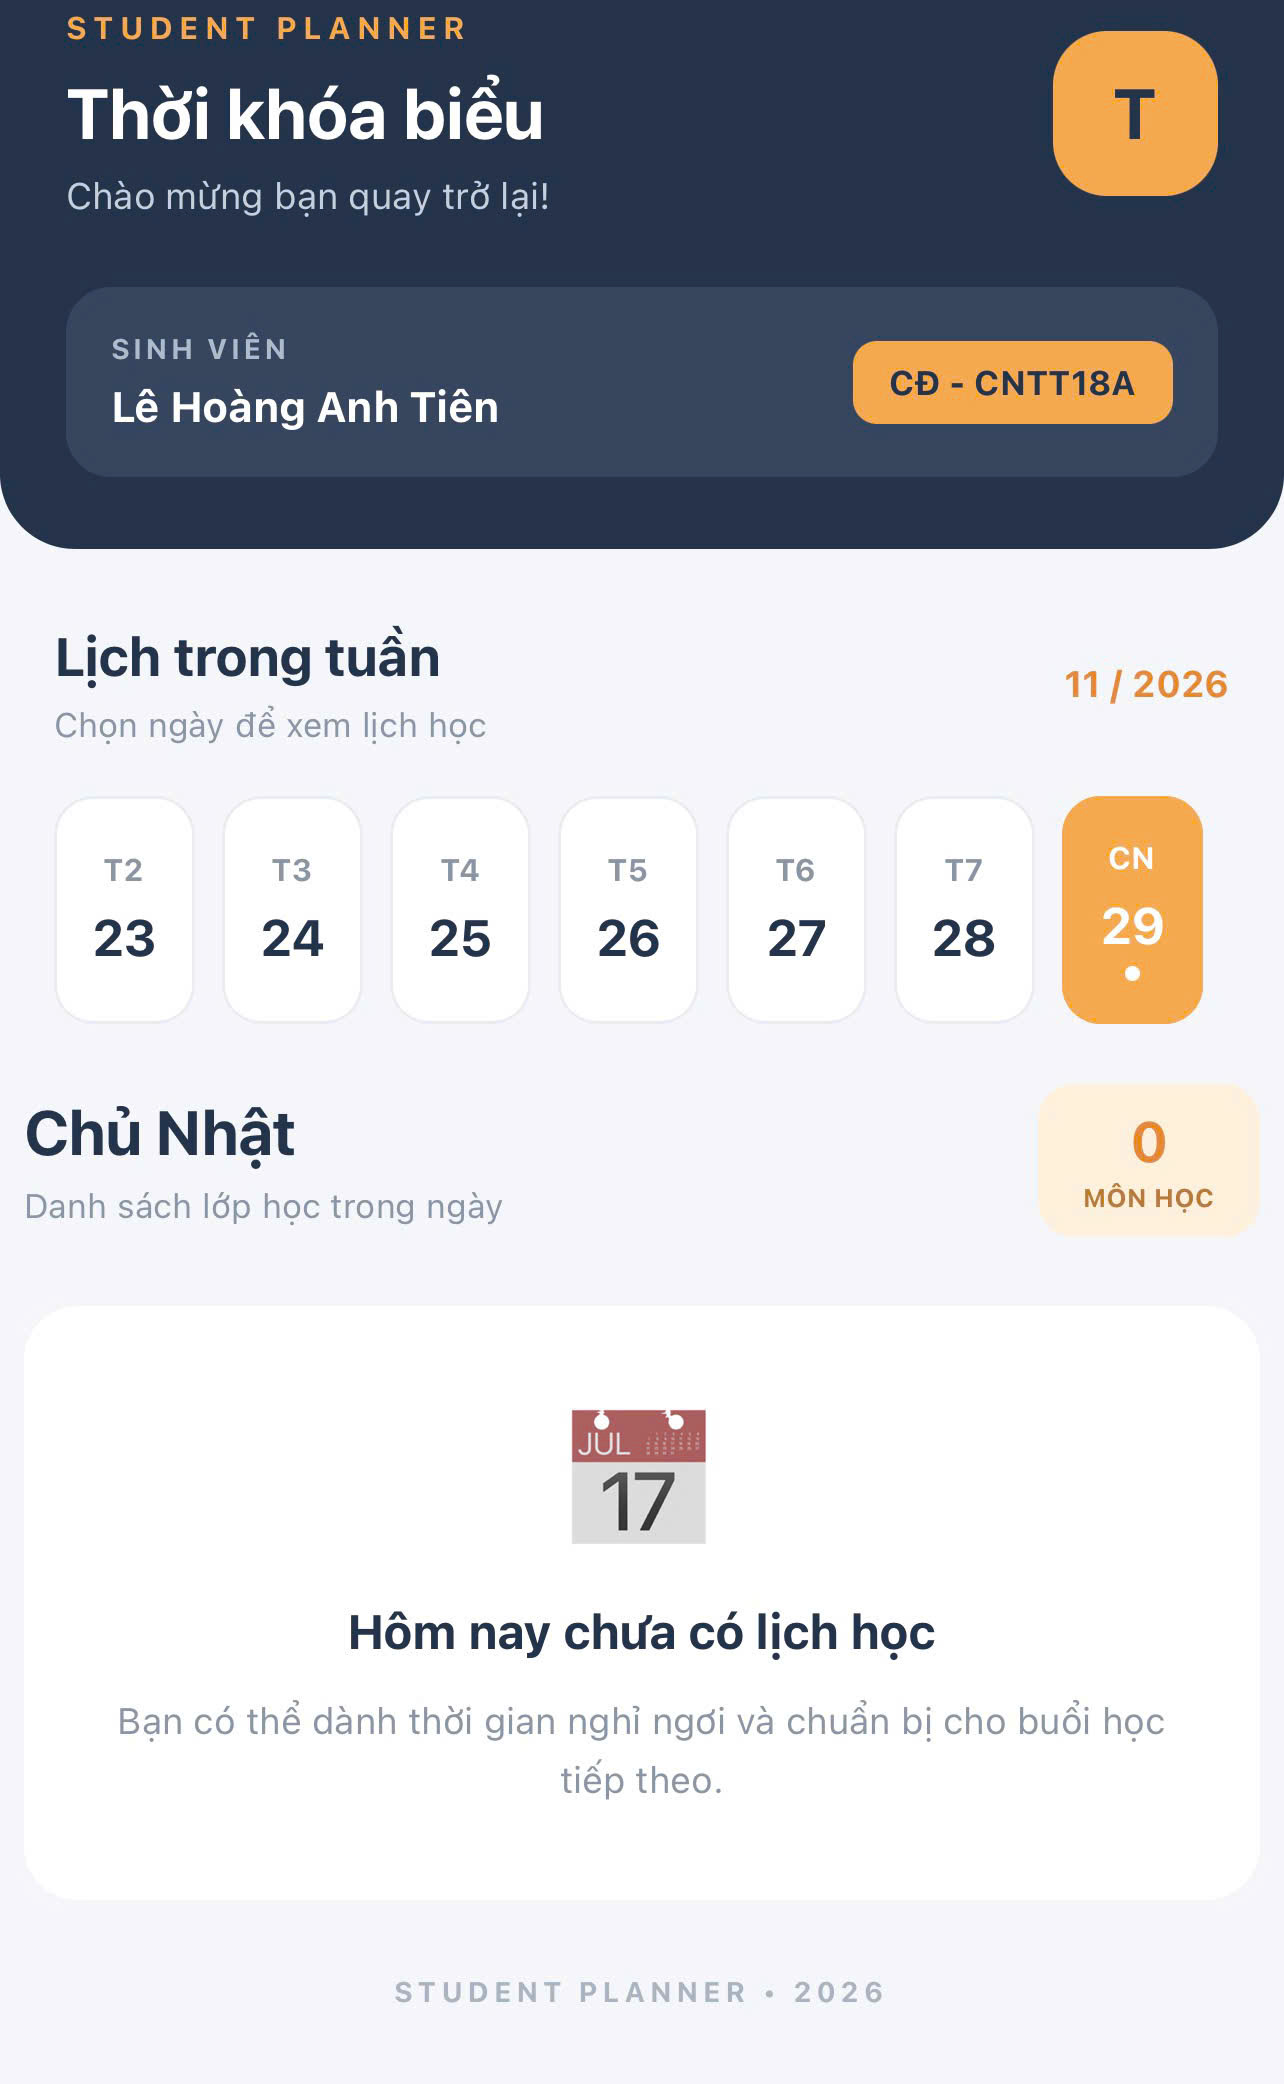 STUDENT PLANNER
Thời khóa biểu
Chào mừng bạn quay trở lại!
T
SINH VIÊN
Lê Hoàng Anh Tiên
CĐ - CNTT18A
Lịch trong tuần
11 / 2026
Chọn ngày để xem lịch học
T2 T3 T4 T5 T6 T7 CN
23 24 25 26 27 28 29
Chủ Nhật
Danh sách lớp học trong ngày
0
MÔN HỌC
JUL
17
Hôm nay chưa có lịch học
Bạn có thể dành thời gian nghỉ ngơi và chuẩn bị cho buổi học
tiếp theo.
STUDENT PLANNER • 2026